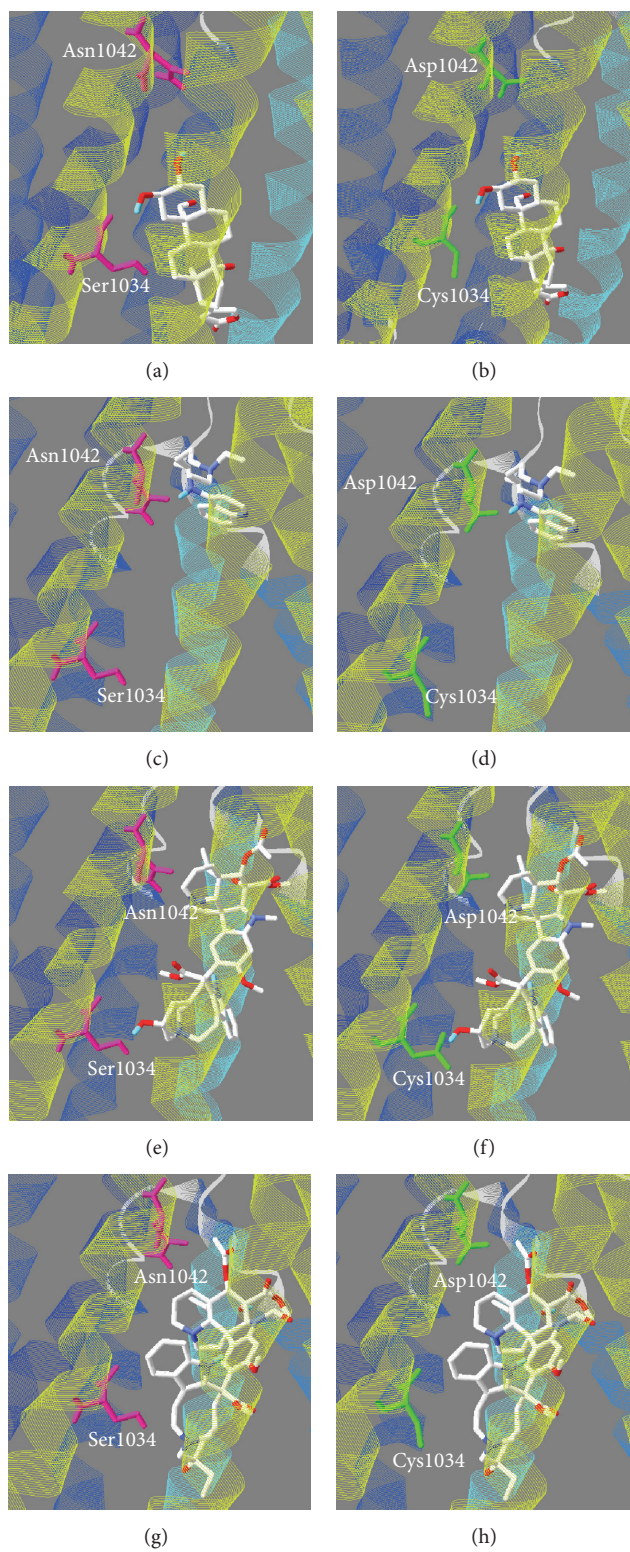 Asn1042
Ser1034
(a)
Asp1042
Cys1034
(b)
Asn1042
Ser1034
(c)
Asp1042
Cys1034
(d)
Asn1042
Ser1034
(e)
Asp1042
Cys1034
(f)
Asn1042
Ser1034
(g)
Asp1042
Cys1034
(h)